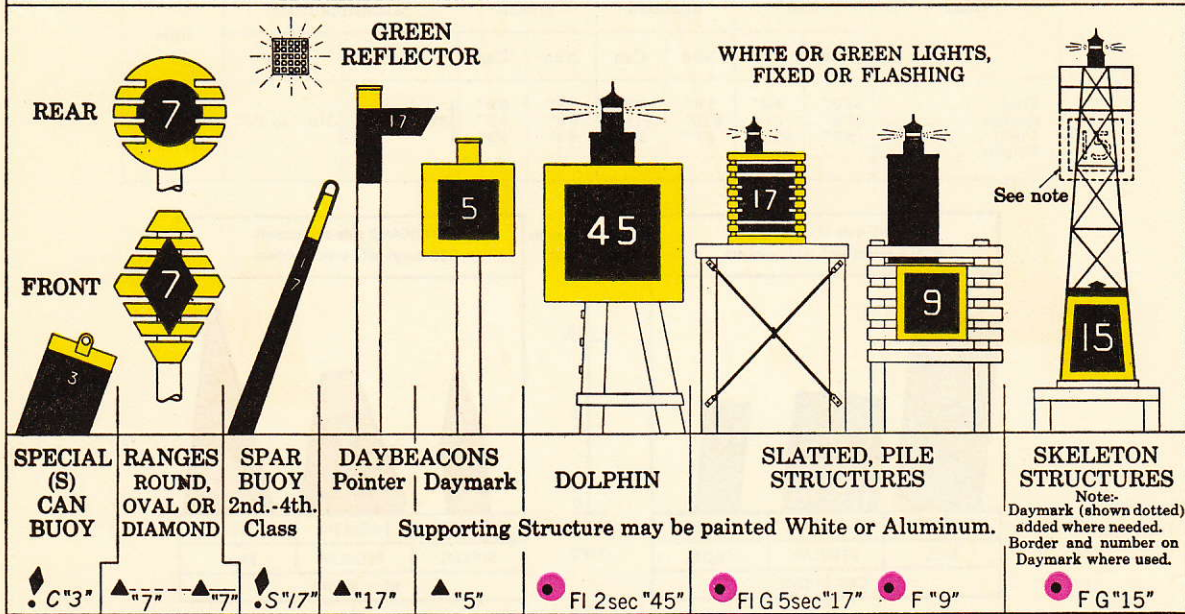 GREEN
REFLECTOR
WHITE OR GREEN LIGHTS,
FIXED OR FLASHING
REAR
7
17
5
45
17
9
15
See note
FRONT
7
3
7
15
SPECIAL
(S)
CAN
BUOY
RANGES
ROUND,
OVAL OR
DIAMOND
SPAR
BUOY
2nd.-4th.
Class
DAYBEACONS
Pointer
Daymark
DOLPHIN
SLATTED, PILE
STRUCTURES
Supporting Structure may be painted White or Aluminum.
SKELETON
STRUCTURES
Note:-
Daymark (shown dotted)
added where needed.
Border and number on
Daymark where used.
C "3"
"7"
"7"
S "17"
"17"
"5"
Fl 2sec "45"
Fl G 5sec "17"
F "9"
F G "15"